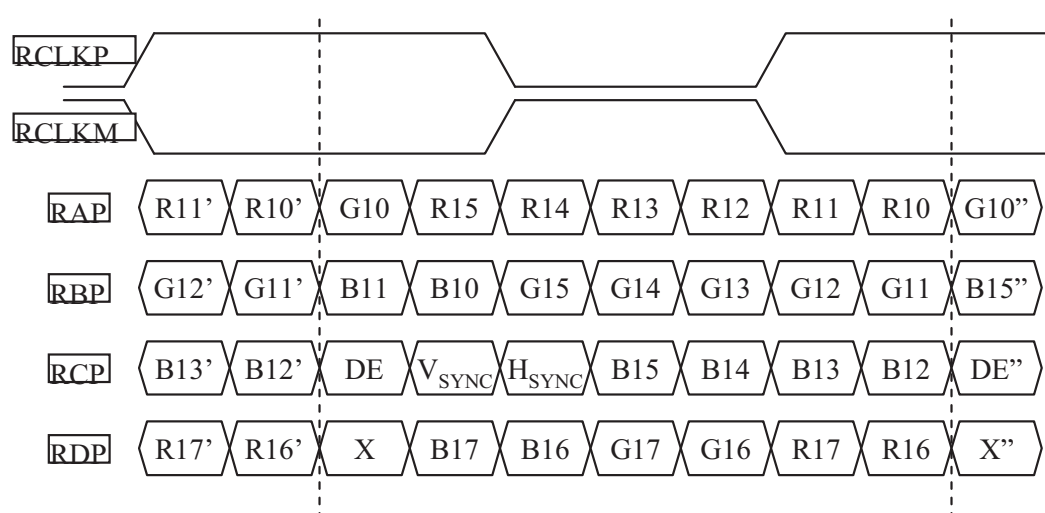 RCLKP
RCLKM
RAP R11’ R10’ G10 R15 R14 R13 R12 R11 R10 G10”
RBP G12’ G11’ B11 B10 G15 G14 G13 G12 G11 B15”
RCP B13’ B12’ DE VSYNC HSYNC B15 B14 B13 B12 DE”
RDP R17’ R16’ X B17 B16 G17 G16 R17 R16 X”